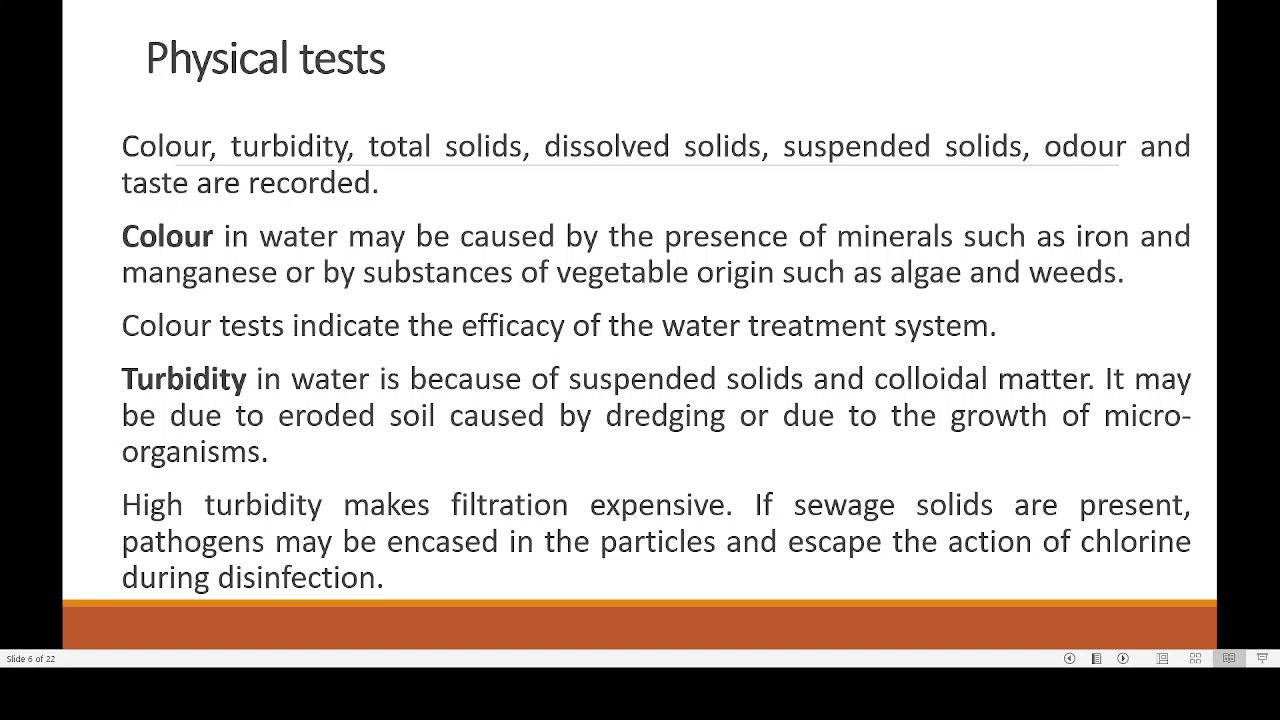 Physical tests
Colour, turbidity, total solids, dissolved solids, suspended solids, odour and
taste are recorded.
Colour in water may be caused by the presence of minerals such as iron and
manganese or by substances of vegetable origin such as algae and weeds.
Colour tests indicate the efficacy of the water treatment system.
Turbidity in water is because of suspended solids and colloidal matter. It may
be due to eroded soil caused by dredging or due to the growth of micro-
organisms.
High turbidity makes filtration expensive. If sewage solids are present,
pathogens may be encased in the particles and escape the action of chlorine
during disinfection.
Slide 6 of 22